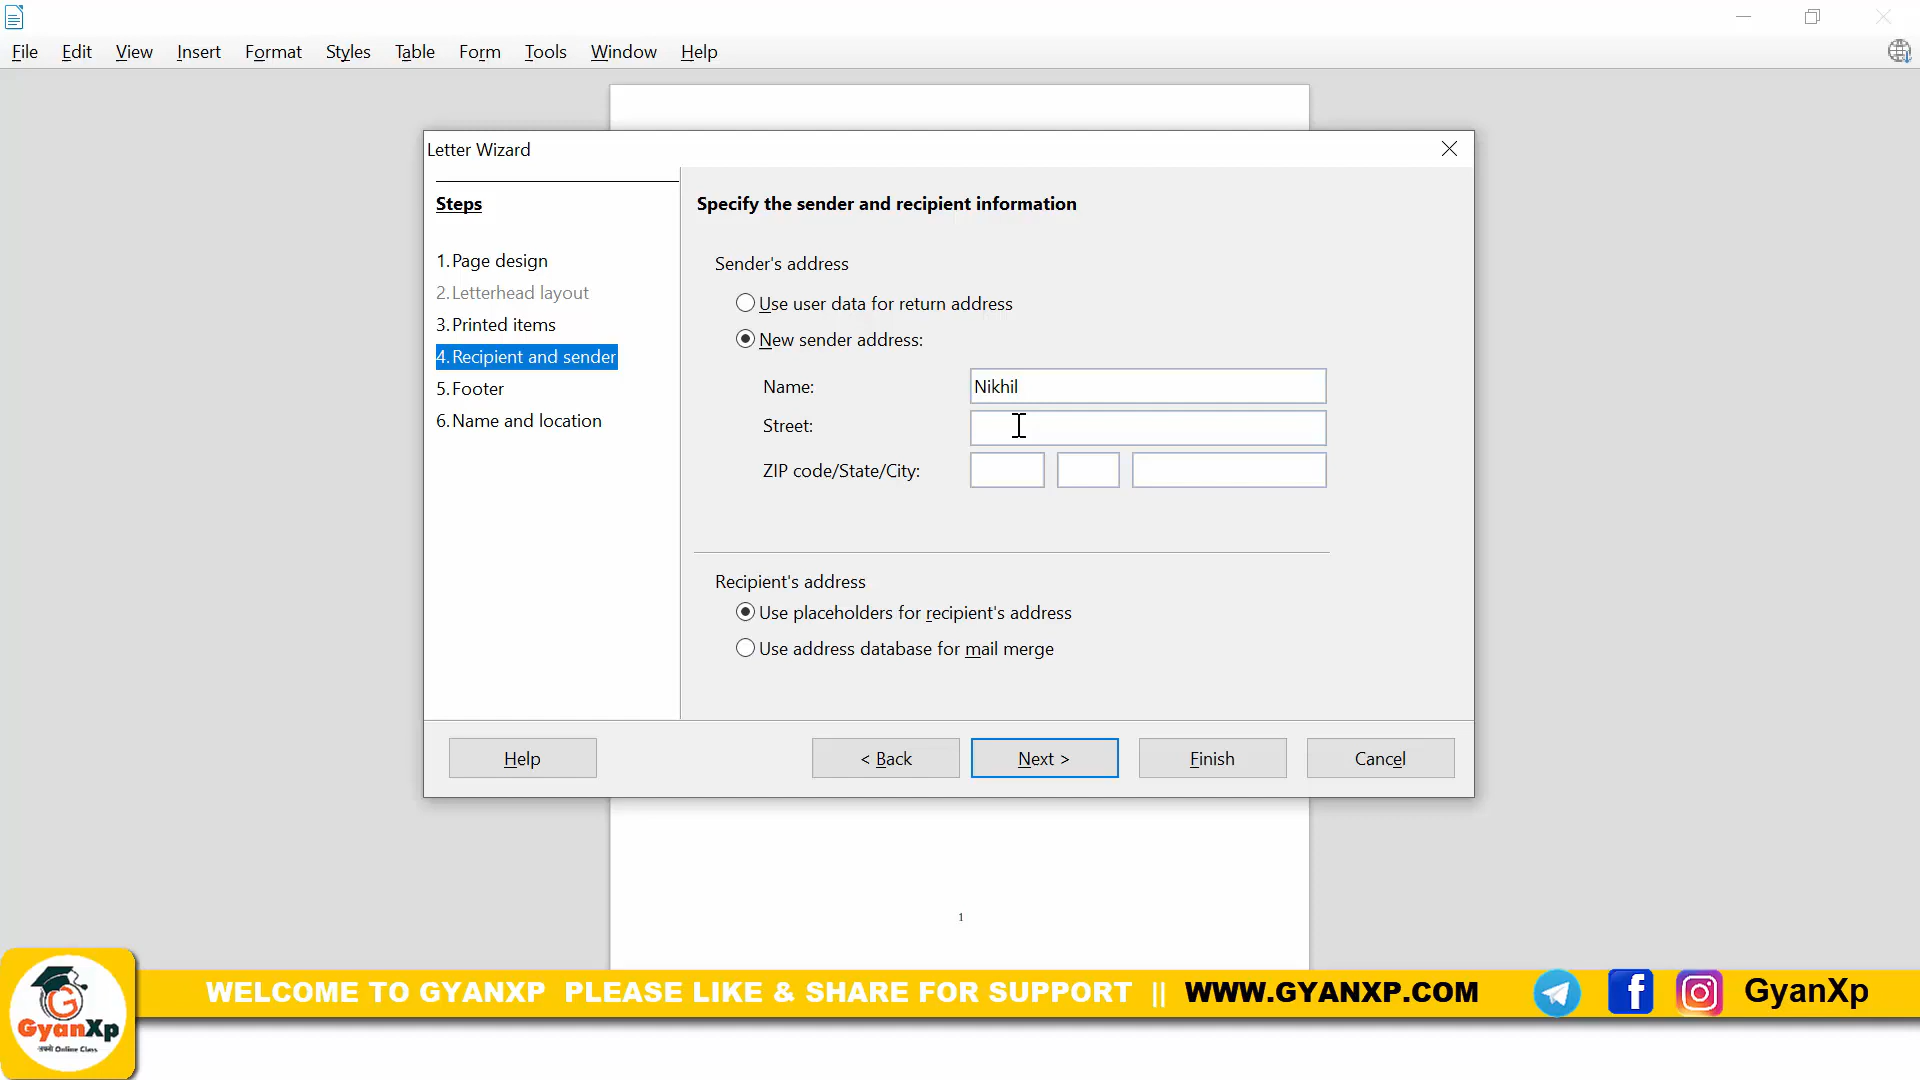 File Edit View Insert Format Styles Table Form Tools Window Help
Letter Wizard
Steps
1.Page design
2.Letterhead layout
3.Printed items
4.Recipient and sender
5.Footer
6.Name and location
Specify the sender and recipient information
Sender's address
Use user data for return address
New sender address:
Name: Nikhil
Street:
ZIP code/State/City:
Recipient's address
Use placeholders for recipient's address
Use address database for mail merge
Help < Back Next > Finish Cancel
1
WELCOME TO GYANXP PLEASE LIKE & SHARE FOR SUPPORT || WWW.GYANXP.COM GyanXp
GyanXp
अपनी Online Class